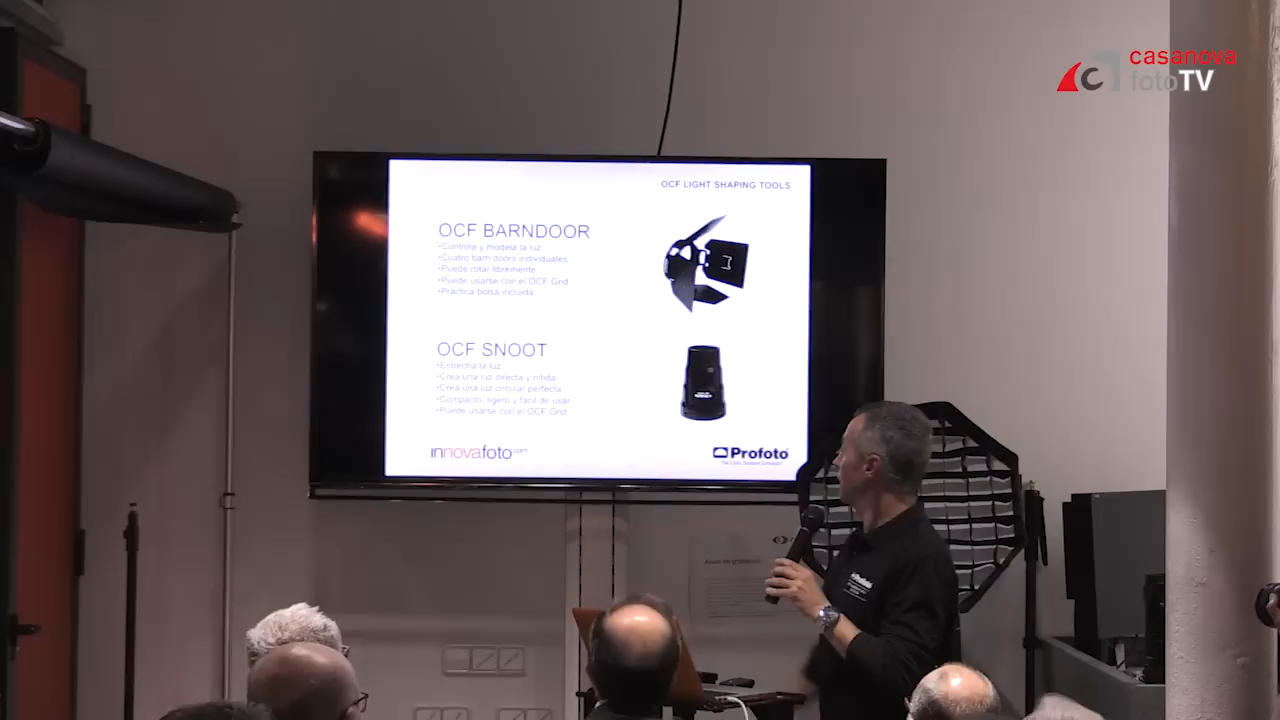 casanova
fotoTV
OCF LIGHT SHAPING TOOLS
OCF BARNDOOR
•Controla y modela la luz
•Cuatro barn doors individuales
•Puede rotar libremente
•Puede usarse con el OCF Grid
•Práctica bolsa incluida
OCF SNOOT
•Estrecha la luz
•Crea una luz directa y nítida
•Crea una luz circular perfecta
•Compacto, ligero y fácil de usar
•Puede usarse con el OCF Grid
innovafoto.com
Profoto
Profoto